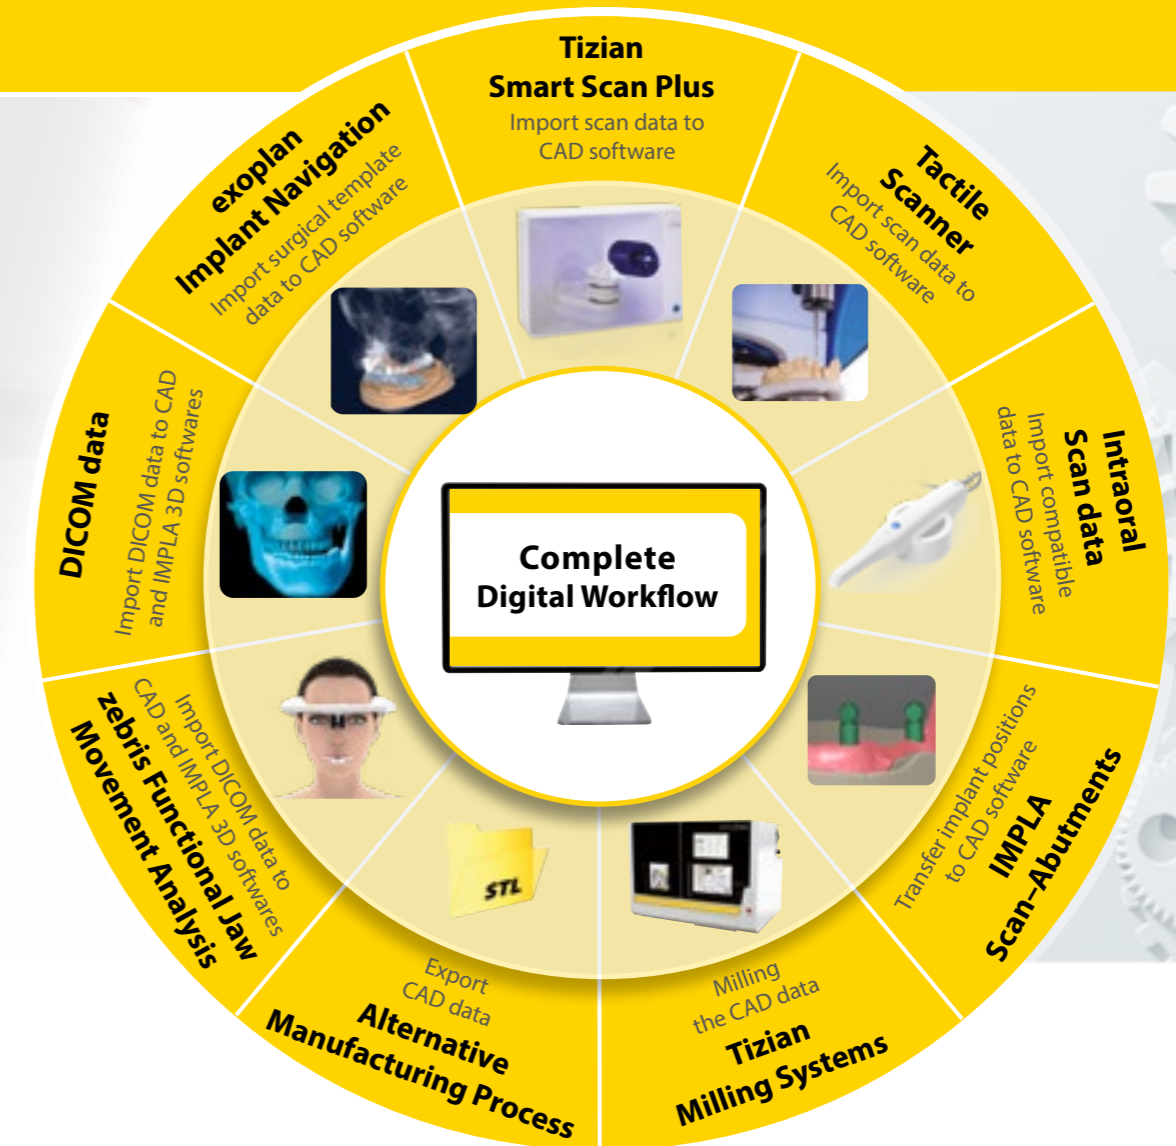 Tizian
Smart Scan Plus
Import scan data to
CAD software
Tactile
Scanner
Import scan data to
CAD software
Intraoral
Scan data
Import compatible
data to CAD software
Transfer implant positions
to CAD software
IMPLA
Scan–Abutments
Milling
the CAD data
Tizian
Milling Systems
Export
CAD data
Alternative
Manufacturing Process
STL
Import DICOM data to
CAD and IMPLA 3D softwares
zebris Functional Jaw
Movement Analysis
DICOM data
Import DICOM data to CAD
and IMPLA 3D softwares
exoplan
Implant Navigation
Import surgical template
data to CAD software
Complete
Digital Workflow